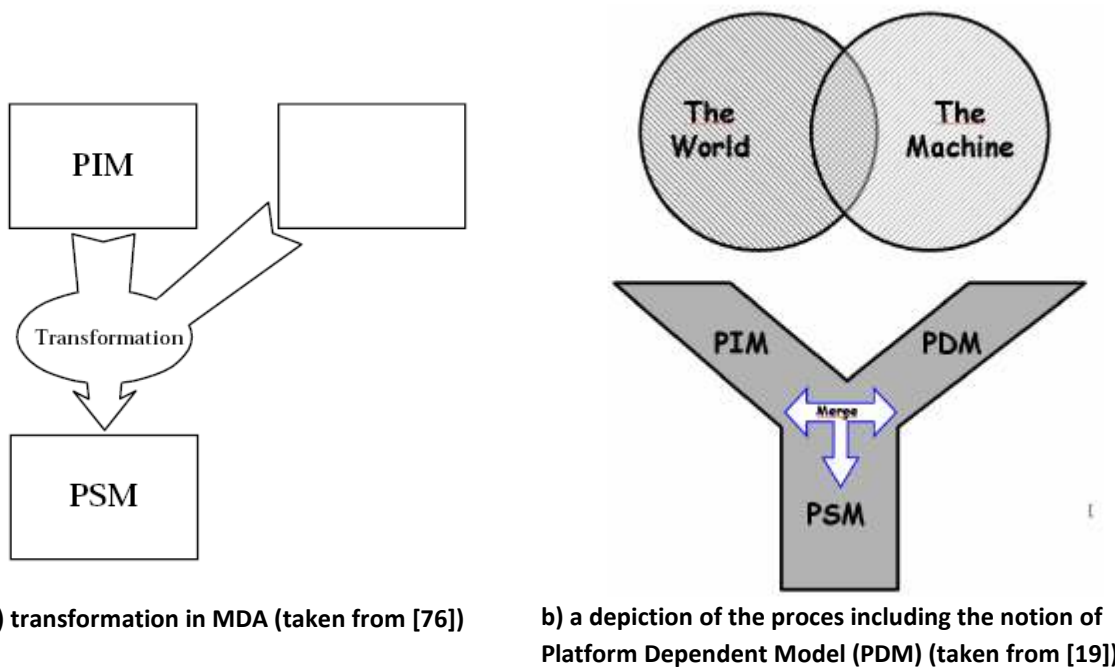 PIM
Transformation
PSM
) transformation in MDA (taken from [76])
The
World
The
Machine
PIM
PDM
Merge
PSM
b) a depiction of the proces including the notion of
Platform Dependent Model (PDM) (taken from [19])